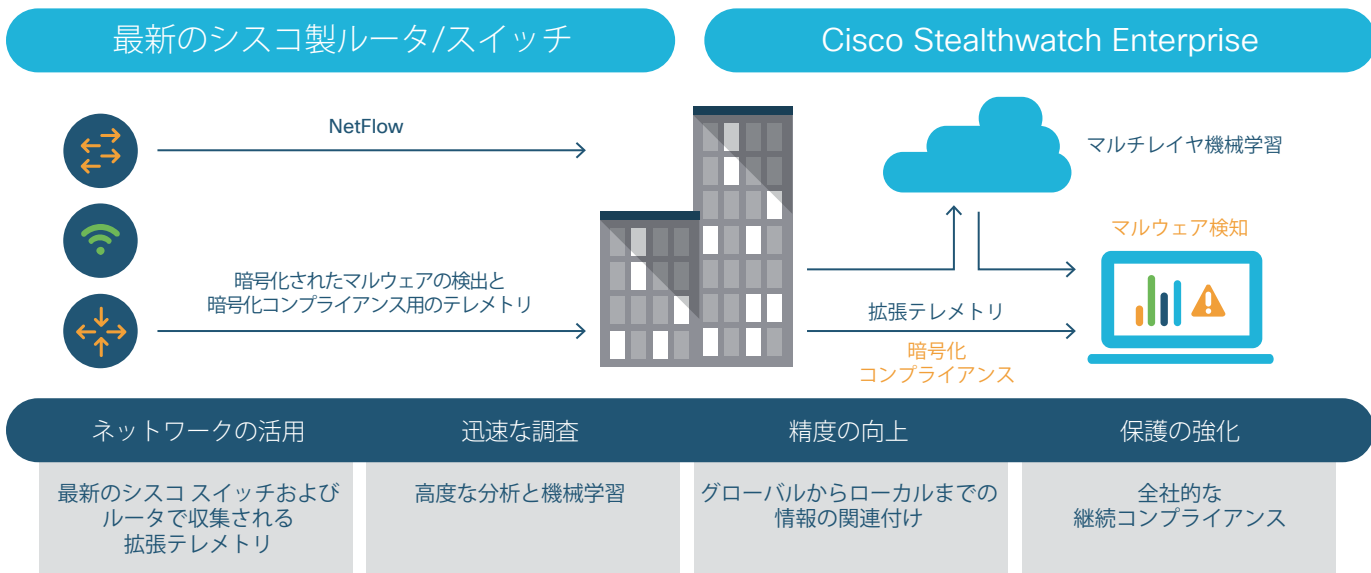 最新のシスコ製ルータ/スイッチ
Cisco Stealthwatch Enterprise
NetFlow
暗号化されたマルウェアの検出と
暗号化コンプライアンス用のテレメトリ
マルチレイヤ機械学習
マルウェア検知
拡張テレメトリ
暗号化
コンプライアンス
ネットワークの活用
迅速な調査
精度の向上
保護の強化
最新のシスコ スイッチおよび
ルータで収集される
拡張テレメトリ
高度な分析と機械学習
グローバルからローカルまでの
情報の関連付け
全社的な
継続コンプライアンス